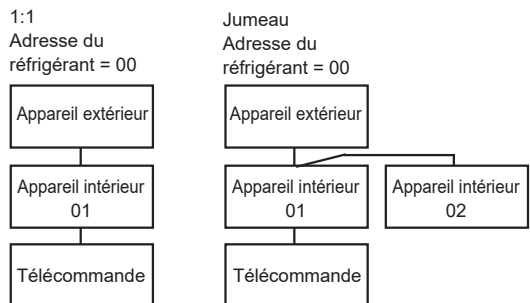 1:1
Adresse du
réfrigérant = 00
Appareil extérieur
Appareil intérieur
01
Télécommande
Jumeau
Adresse du
réfrigérant = 00
Appareil extérieur
Appareil intérieur
01
Appareil intérieur
02
Télécommande